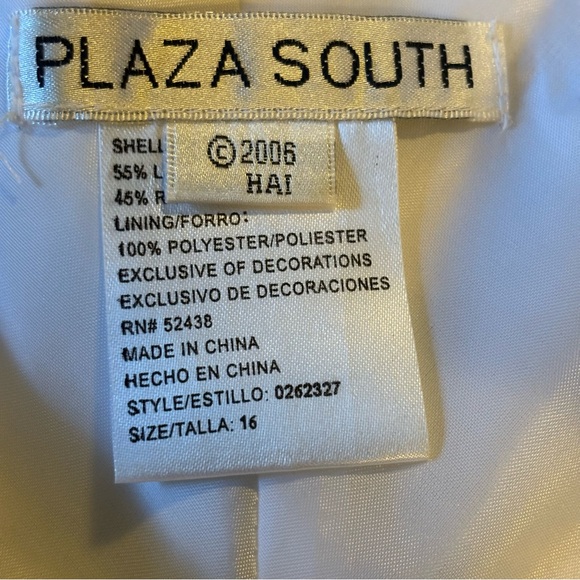 PLAZA SOUTH
© 2006
HAI
SHELL
55% L
45% R
LINING/FORRO:
100% POLYESTER/POLIESTER
EXCLUSIVE OF DECORATIONS
EXCLUSIVO DE DECORACIONES
RN# 52438
MADE IN CHINA
HECHO EN CHINA
STYLE/ESTILLO: 0262327
SIZE/TALLA: 16